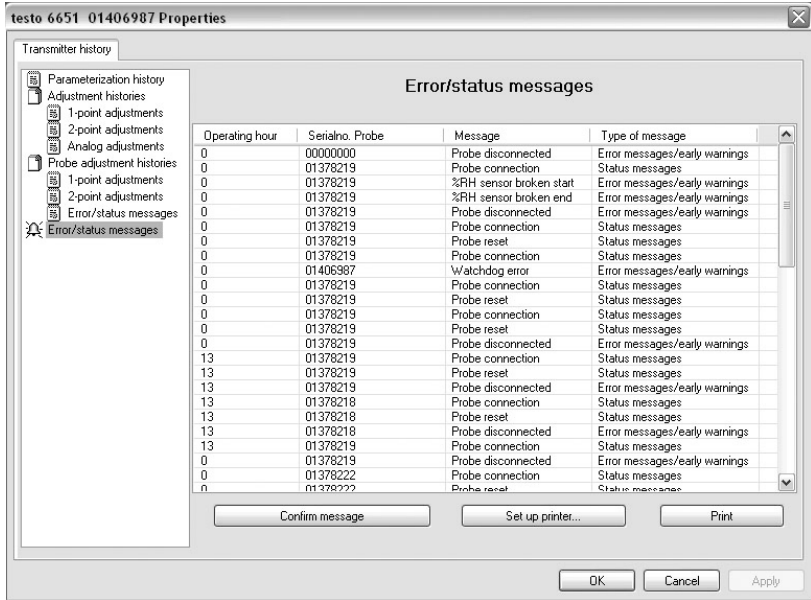 testo 6651 01406987 Properties
Transmitter history
Parameterization history
Adjustment histories
1-point adjustments
2-point adjustments
Analog adjustments
Probe adjustment histories
1-point adjustments
2-point adjustments
Error/status messages
Error/status messages
Error/status messages
Operating hour Serialno. Probe Message Type of message
0 00000000 Probe disconnected Error messages/early warnings
0 01378219 Probe connection Status messages
0 01378219 %RH sensor broken start Error messages/early warnings
0 01378219 %RH sensor broken end Error messages/early warnings
0 01378219 Probe disconnected Error messages/early warnings
0 01378219 Probe connection Status messages
0 01378219 Probe reset Status messages
0 01378219 Probe connection Status messages
0 01406987 Watchdog error Error messages/early warnings
0 01378219 Probe connection Status messages
0 01378219 Probe reset Status messages
0 01378219 Probe connection Status messages
0 01378219 Probe reset Status messages
0 01378219 Probe disconnected Error messages/early warnings
13 01378219 Probe connection Status messages
13 01378219 Probe reset Status messages
13 01378219 Probe disconnected Error messages/early warnings
13 01378218 Probe connection Status messages
13 01378218 Probe reset Status messages
13 01378218 Probe disconnected Error messages/early warnings
13 01378219 Probe connection Status messages
0 01378219 Probe disconnected Error messages/early warnings
0 01378222 Probe connection Status messages
0 01378222 Probe reset Status messages
Confirm message Set up printer... Print
OK Cancel Apply